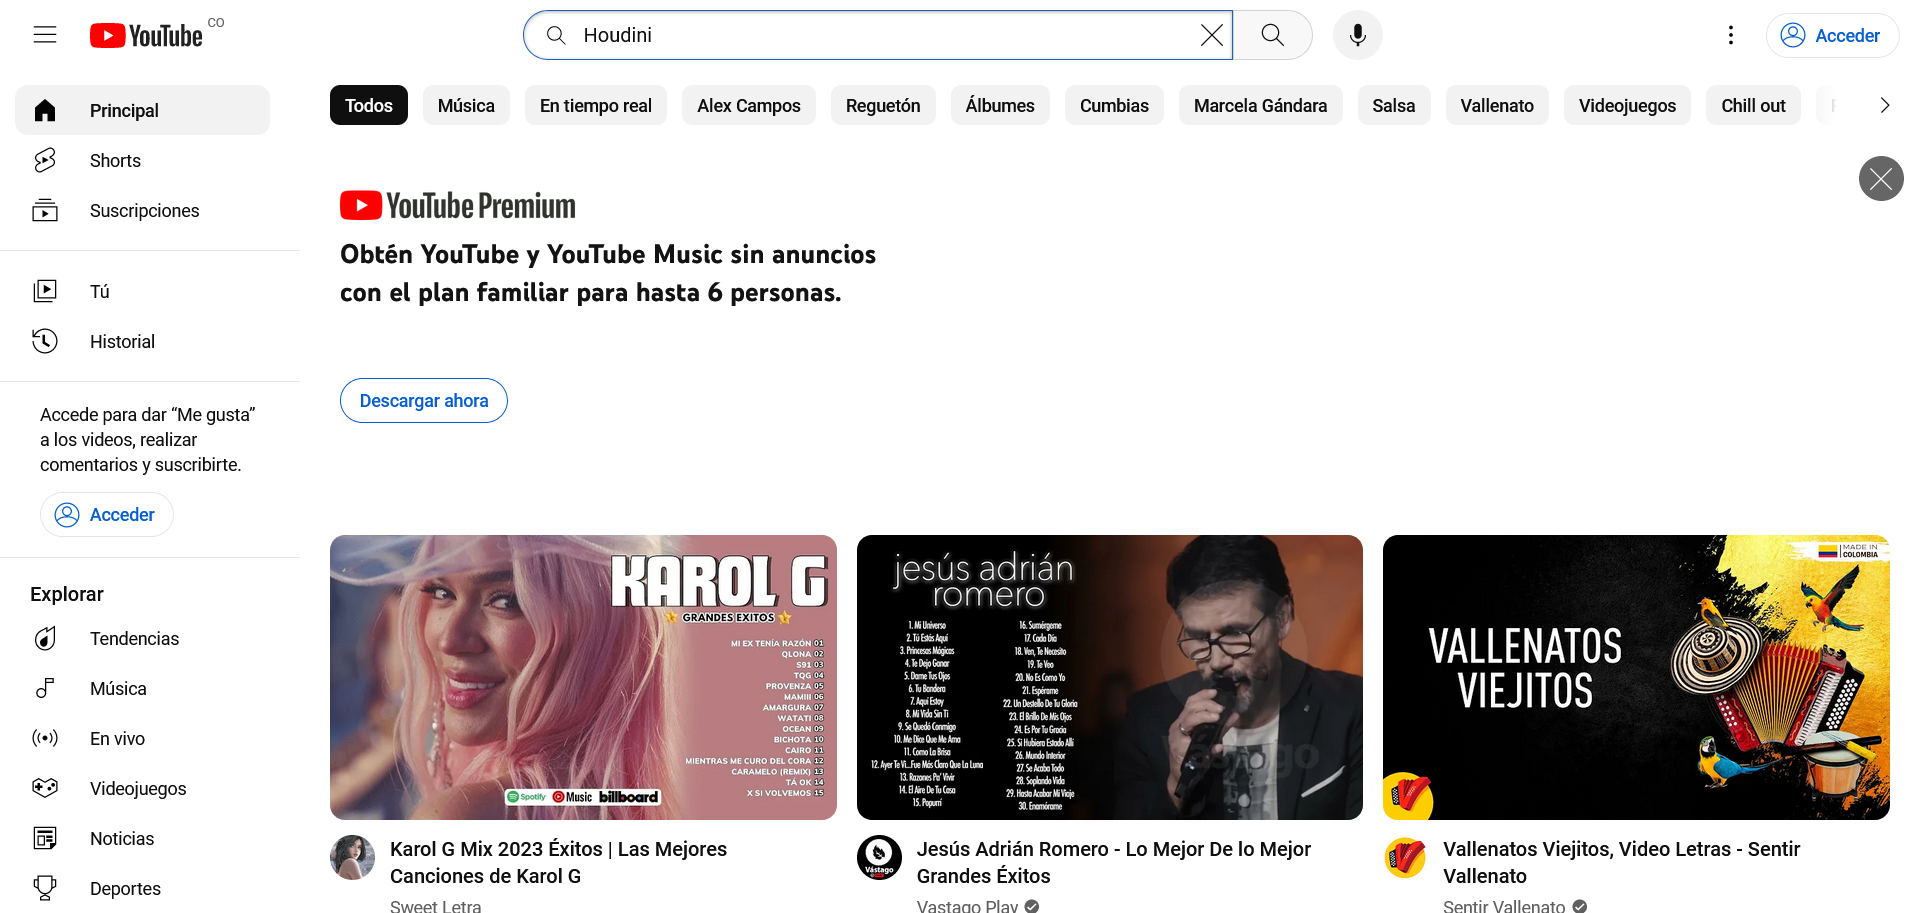 YouTube CO
Houdini
Acceder
Principal
Shorts
Suscripciones
Tú
Historial
Accede para dar “Me gusta”
a los videos, realizar
comentarios y suscribirte.
Acceder
Explorar
Tendencias
Música
En vivo
Videojuegos
Noticias
Deportes
Todos
Música
En tiempo real
Alex Campos
Reguetón
Álbumes
Cumbias
Marcela Gándara
Salsa
Vallenato
Videojuegos
Chill out
YouTube Premium
Obtén YouTube y YouTube Music sin anuncios
con el plan familiar para hasta 6 personas.
Descargar ahora
KAROL G
GRANDES EXITOS
MI EX TENÍA RAZÓN 01
QLONA 02
S91 03
TQG 04
PROVENZA 05
MAMIII 06
AMARGURA 07
WATATI 08
OCEAN 09
BICHOTA 10
CAIRO 11
MIENTRAS ME CURO DEL CORA 12
CARAMELO (REMIX) 13
TÁ OK 14
X SI VOLVEMOS 15
Spotify Music billboard
Karol G Mix 2023 Éxitos | Las Mejores
Canciones de Karol G
Sweet Letra
jesús adrián
romero
1. Mi Universo
2. Tú Estás Aquí
3. Princesas Mágicas
4. Te Dejo Ganar
5. Dame Tus Ojos
6. Tu Bandera
7. Aquí Estoy
8. Mi Vida Sin Ti
9. Se Quedó Conmigo
10. Me Dice Que Me Ama
11. Como La Brisa
12. Ayer Te Vi...Fue Más Claro Que La Luna
13. Razones Pa' Vivir
14. El Aire De Tu Casa
15. Popurrí
16. Sumérgeme
17. Cada Día
18. Ven, Te Necesito
19. Te Veo
20. No Es Como Yo
21. Espérame
22. Un Destello De Tu Gloria
23. El Brillo De Mis Ojos
24. Es Por Tu Gracia
25. Si Hubiera Estado Allí
26. Mundo Interior
27. Se Acaba Todo
28. Soplando Vida
29. Hasta Acabar Mi Viaje
30. Enamórame
Vástago
Jesús Adrián Romero - Lo Mejor De lo Mejor
Grandes Éxitos
Vastago Play
MADE IN
COLOMBIA
VALLENATOS
VIEJITOS
Vallenatos Viejitos, Video Letras - Sentir
Vallenato
Sentir Vallenato